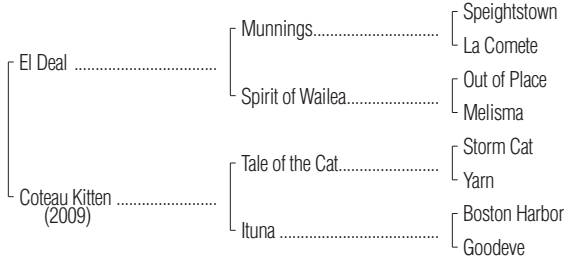 Speightstown
Munnings
La Comete
El Deal
Out of Place
Spirit of Wailea
Melisma
Storm Cat
Tale of the Cat
Yarn
Coteau Kitten
(2009)
Boston Harbor
Ituna
Goodeve